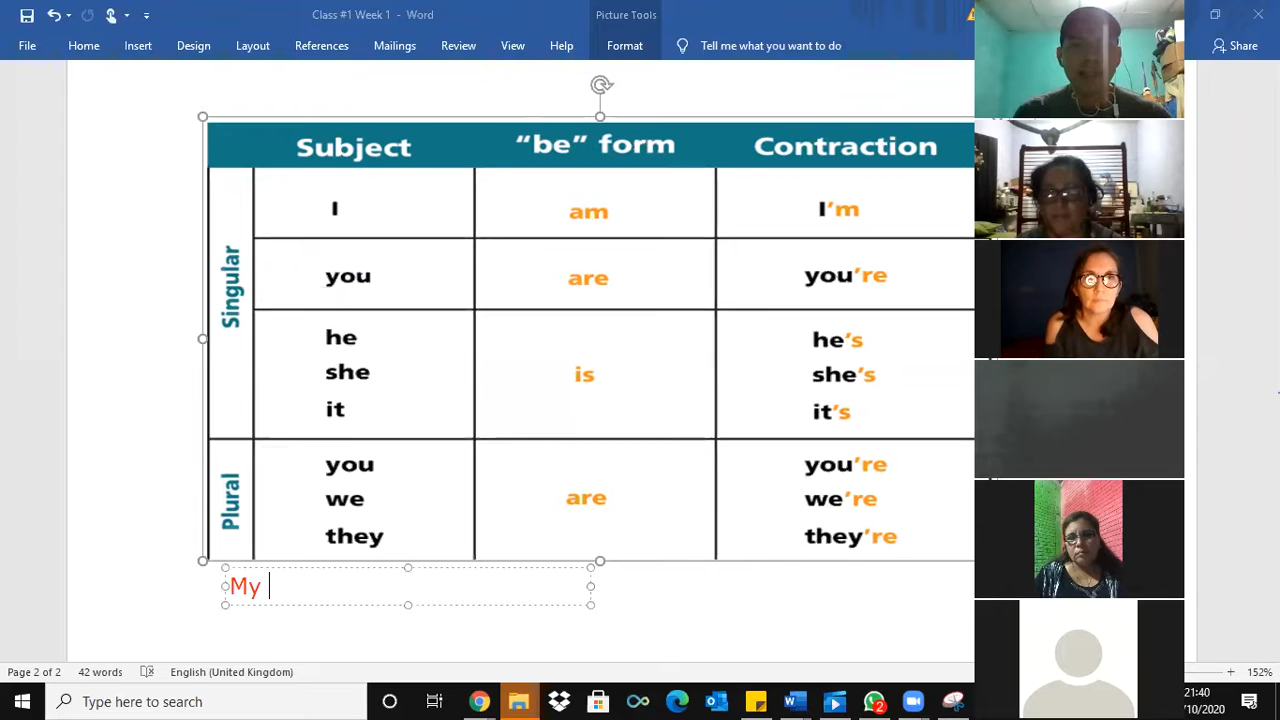 Class #1 Week 1 - Word
Picture Tools
File Home Insert Design Layout References Mailings Review View Help Format Tell me what you want to do Share
Subject "be" form Contraction
Singular
I am I'm
you are you're
he he's
she is she's
it it's
Plural
you you're
we are we're
they they're
My
Page 2 of 2 42 words English (United Kingdom) 152%
Type here to search
2
21:40
/10/2020